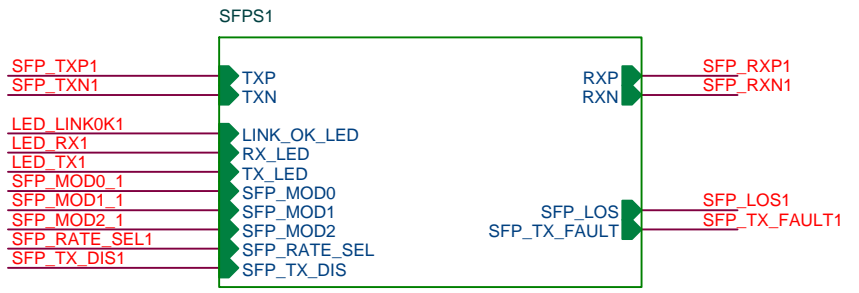 SFPS1
SFP_TXP1 TXP RXP SFP_RXP1
SFP_TXN1 TXN RXN SFP_RXN1
LED_LINK0K1 LINK_OK_LED
LED_RX1 RX_LED
LED_TX1 TX_LED
SFP_MOD0_1 SFP_MOD0
SFP_MOD1_1 SFP_MOD1 SFP_LOS SFP_LOS1
SFP_MOD2_1 SFP_MOD2 SFP_TX_FAULT SFP_TX_FAULT1
SFP_RATE_SEL1 SFP_RATE_SEL
SFP_TX_DIS1 SFP_TX_DIS